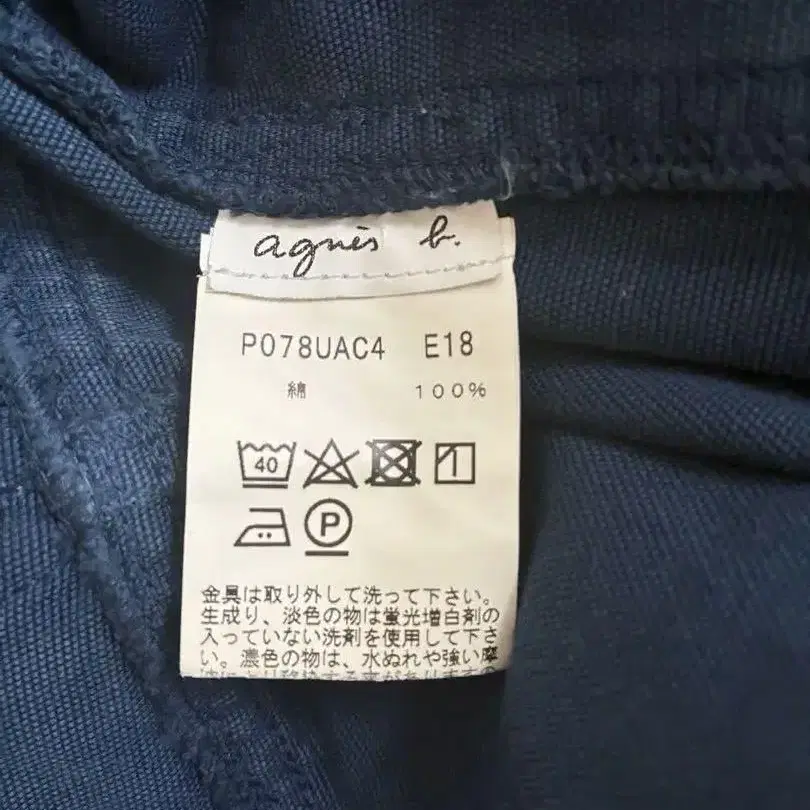 agnès b.
P078UAC4 E18
綿 100%
40
P
金具は取り外して洗って下さい。
生成り、淡色の物は蛍光増白剤の
入っていない洗剤を使用して下さ
い。濃色の物は、水ぬれや強い摩